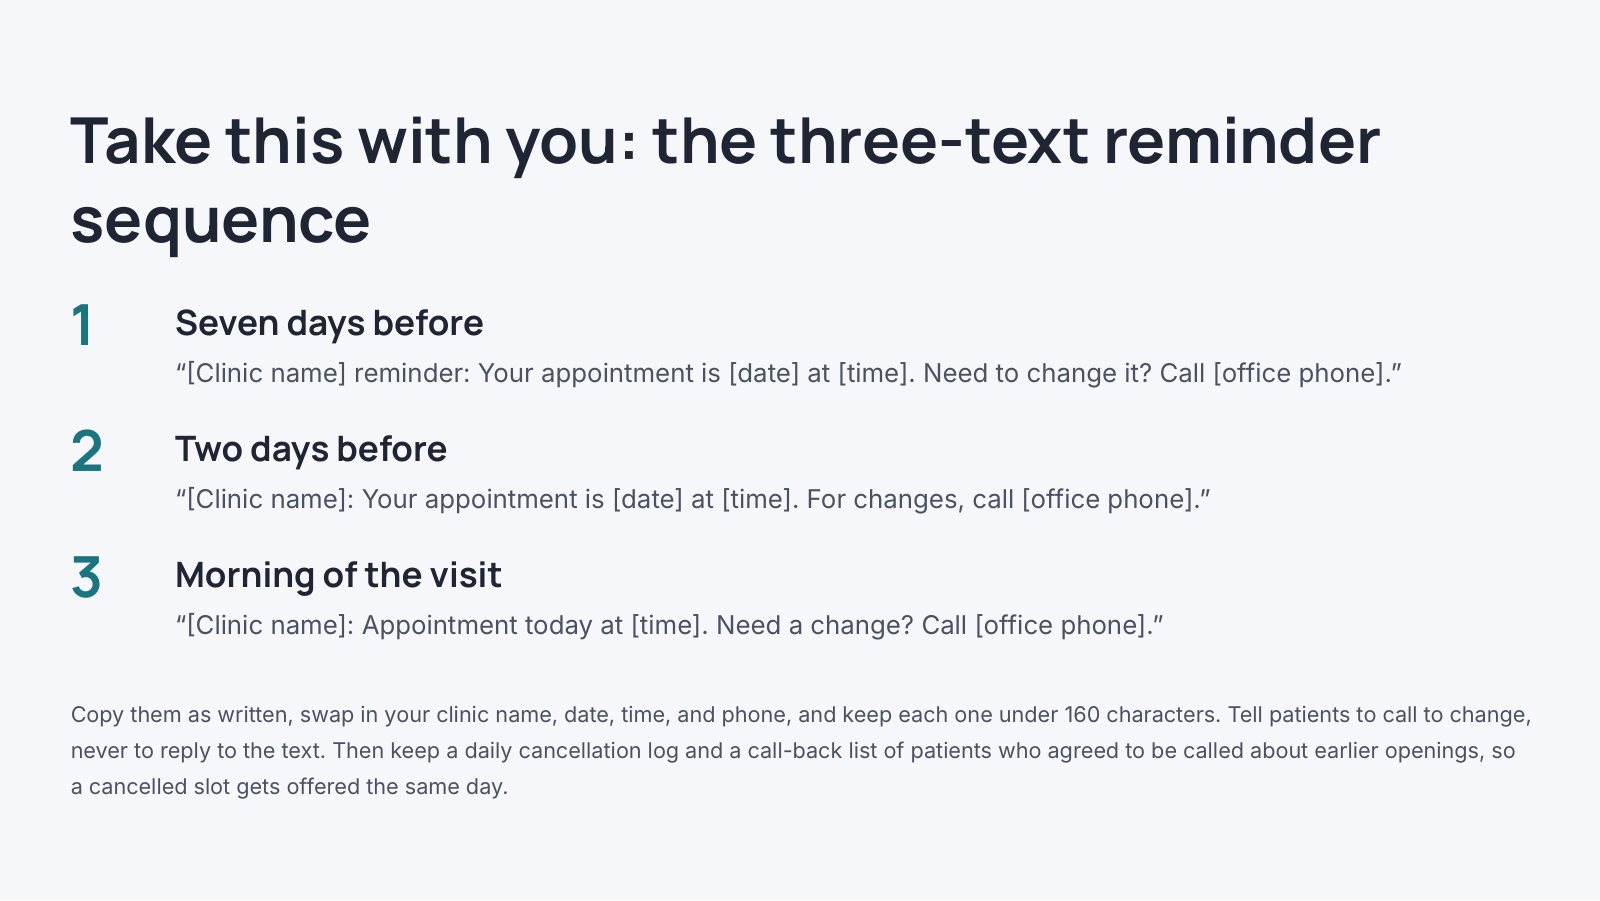 Take this with you: the three-text reminder
sequence
1
Seven days before
“[Clinic name] reminder: Your appointment is [date] at [time]. Need to change it? Call [office phone].”
2
Two days before
“[Clinic name]: Your appointment is [date] at [time]. For changes, call [office phone].”
3
Morning of the visit
“[Clinic name]: Appointment today at [time]. Need a change? Call [office phone].”
Copy them as written, swap in your clinic name, date, time, and phone, and keep each one under 160 characters. Tell patients to call to change,
never to reply to the text. Then keep a daily cancellation log and a call-back list of patients who agreed to be called about earlier openings, so
a cancelled slot gets offered the same day.